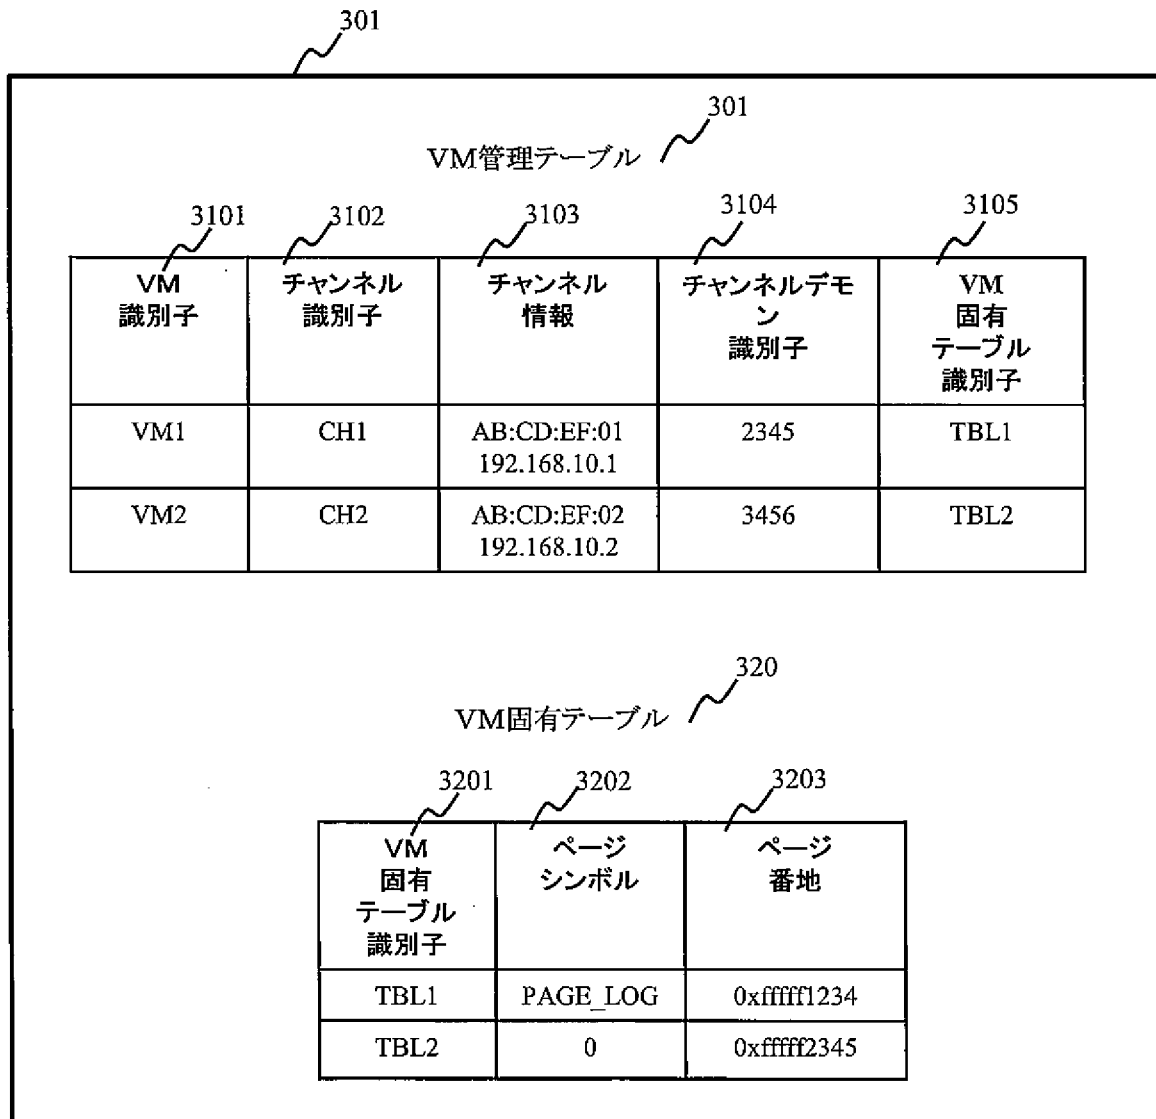 301
301
VM管理テーブル
3101
3102
3103
3104
3105
VM
識別子
チャンネル
識別子
チャンネル
情報
チャンネルデモ
ン
識別子
VM
固有
テーブル
識別子
VM1
CH1
AB:CD:EF:01
192.168.10.1
2345
TBL1
VM2
CH2
AB:CD:EF:02
192.168.10.2
3456
TBL2
320
VM固有テーブル
3201
3202
3203
VM
固有
テーブル
識別子
ページ
シンボル
ページ
番地
TBL1
PAGE_LOG
0xffffff1234
TBL2
0
0xffffff2345